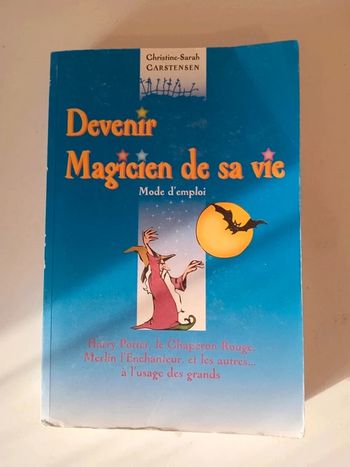 Christine-Sarah
CARSTENSEN
Devenir
Magicien de sa vie
Mode d'emploi
Harry Potter, le Chaperon Rouge,
Merlin l'Enchanteur, et les autres...
à l'usage des grands